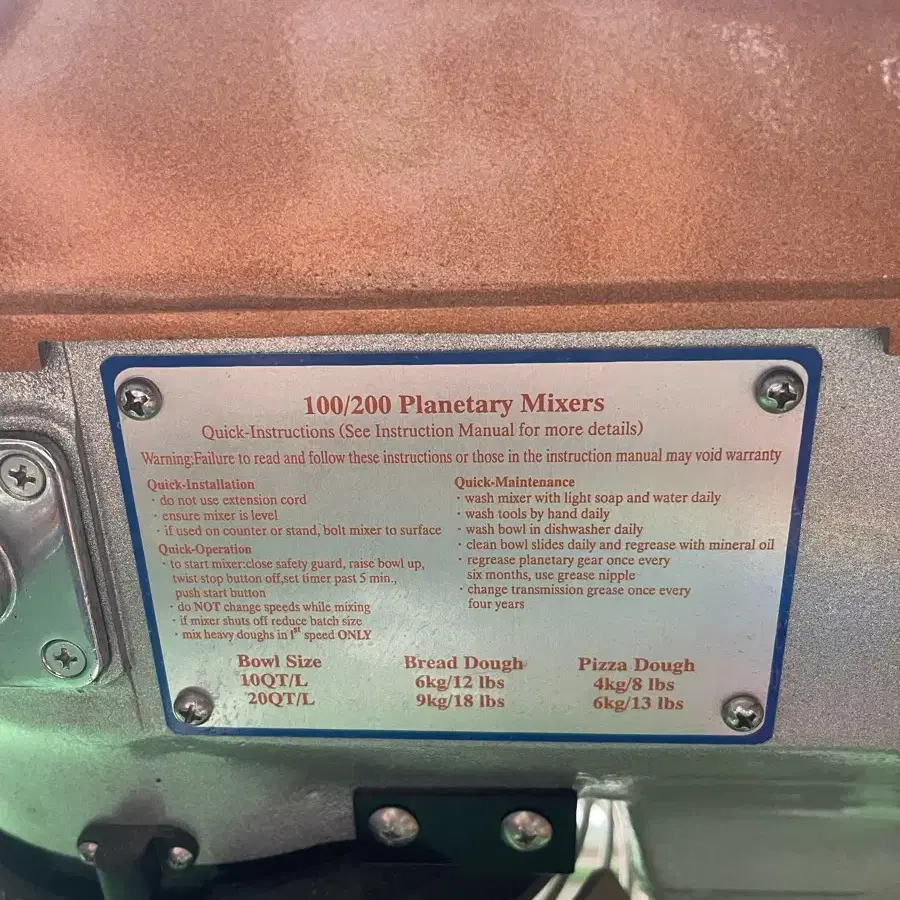 100/200 Planetary Mixers
Quick-Instructions (See Instruction Manual for more details)
Warning:Failure to read and follow these instructions or those in the instruction manual may void warranty
Quick-Installation
· do not use extension cord
· ensure mixer is level
· if used on counter or stand, bolt mixer to surface
Quick-Operation
· to start mixer:close safety guard, raise bowl up,
twist stop button off,set timer past 5 min.,
push start button
· do NOT change speeds while mixing
· if mixer shuts off reduce batch size
· mix heavy doughs in 1st speed ONLY
Quick-Maintenance
· wash mixer with light soap and water daily
· wash tools by hand daily
· wash bowl in dishwasher daily
· clean bowl slides daily and regrease with mineral oil
· regrease planetary gear once every
six months, use grease nipple
· change transmission grease once every
four years
Bowl Size Bread Dough Pizza Dough
10QT/L 6kg/12 lbs 4kg/8 lbs
20QT/L 9kg/18 lbs 6kg/13 lbs